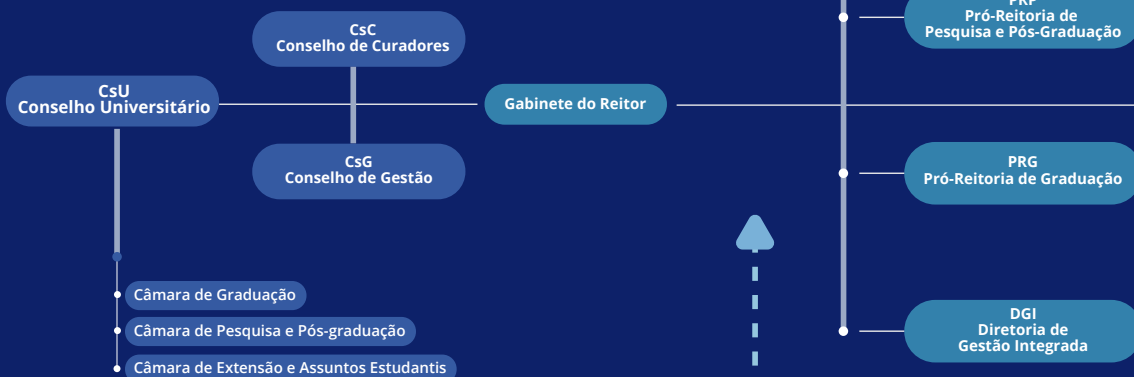 PRP
Pró-Reitoria de
Pesquisa e Pós-Graduação
CsC
Conselho de Curadores
CsU
Conselho Universitário
Gabinete do Reitor
CsG
Conselho de Gestão
PRG
Pró-Reitoria de Graduação
Câmara de Graduação
Câmara de Pesquisa e Pós-graduação
Câmara de Extensão e Assuntos Estudantis
DGI
Diretoria de
Gestão Integrada